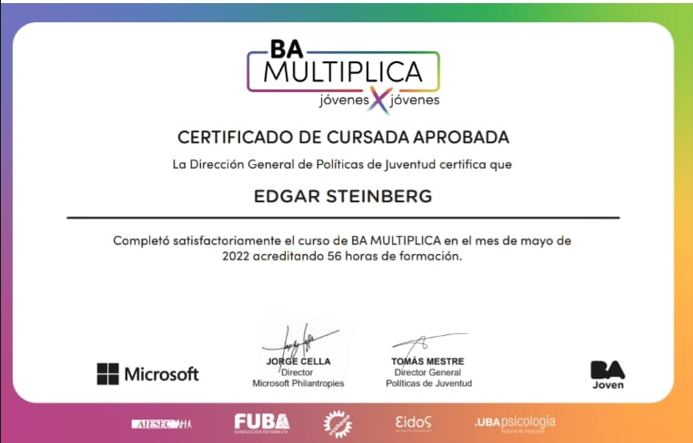 BA
MULTIPLICA
jóvenes X jóvenes
CERTIFICADO DE CURSADA APROBADA
La Dirección General de Políticas de Juventud certifica que
EDGAR STEINBERG
Completó satisfactoriamente el curso de BA MULTIPLICA en el mes de mayo de
2022 acreditando 56 horas de formación.
JORGE CELLA
Director
Microsoft Philantropies
TOMÁS MESTRE
Director General
Políticas de Juventud
Microsoft
BA
Joven
AIESEC
FUBA
Eidos
.UBApsicología